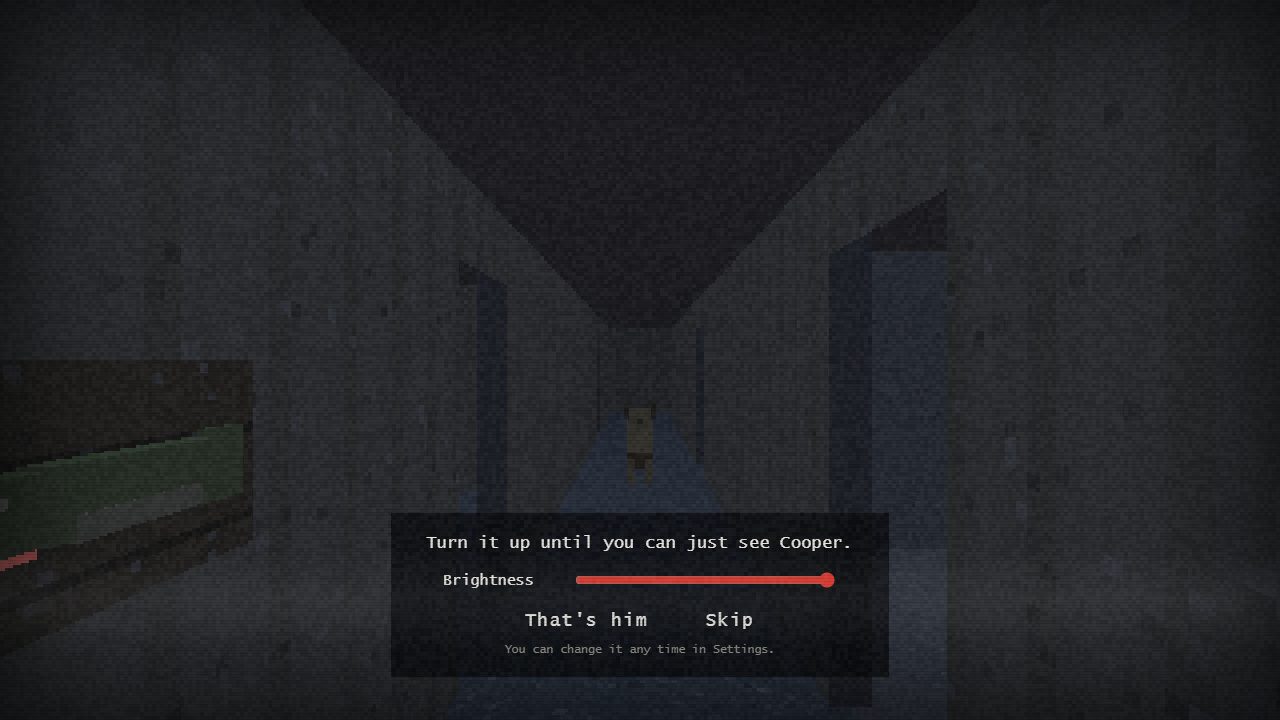 Turn it up until you can just see Cooper.
Brightness
That's him Skip
You can change it any time in Settings.